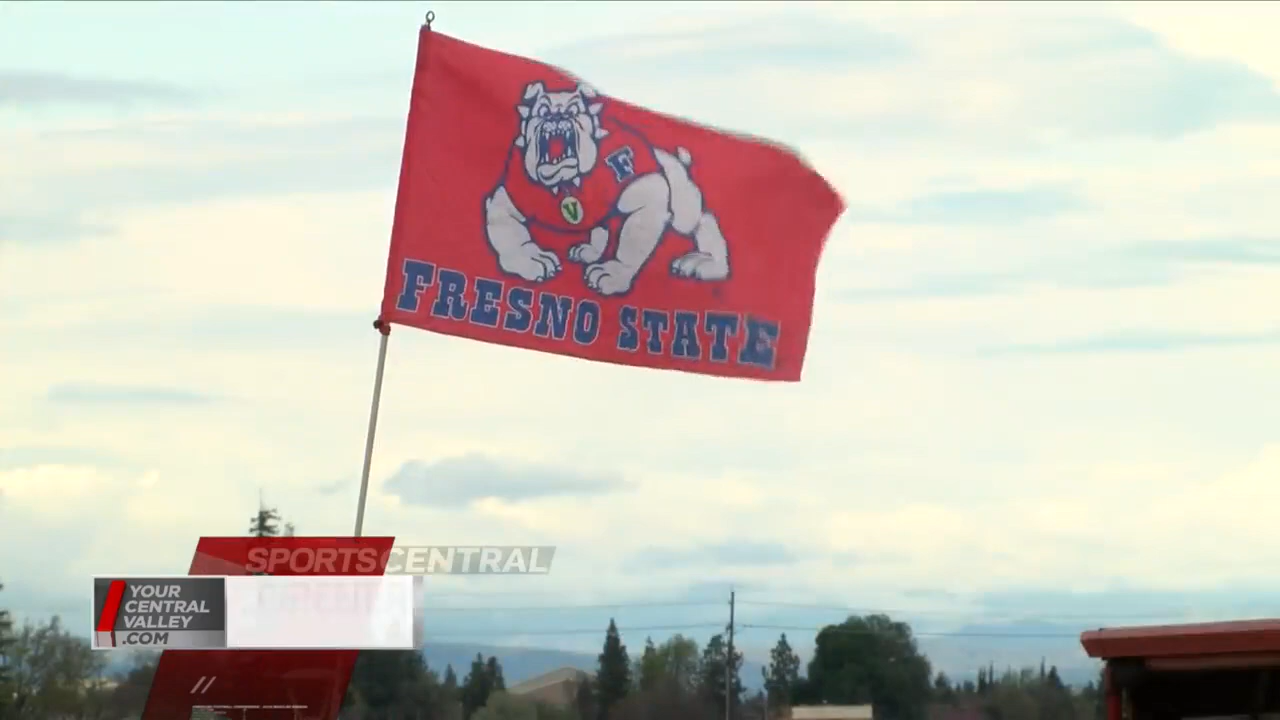 F
V
FRESNO STATE
SPORTSCENTRAL
YOUR
CENTRAL
VALLEY
.COM
//